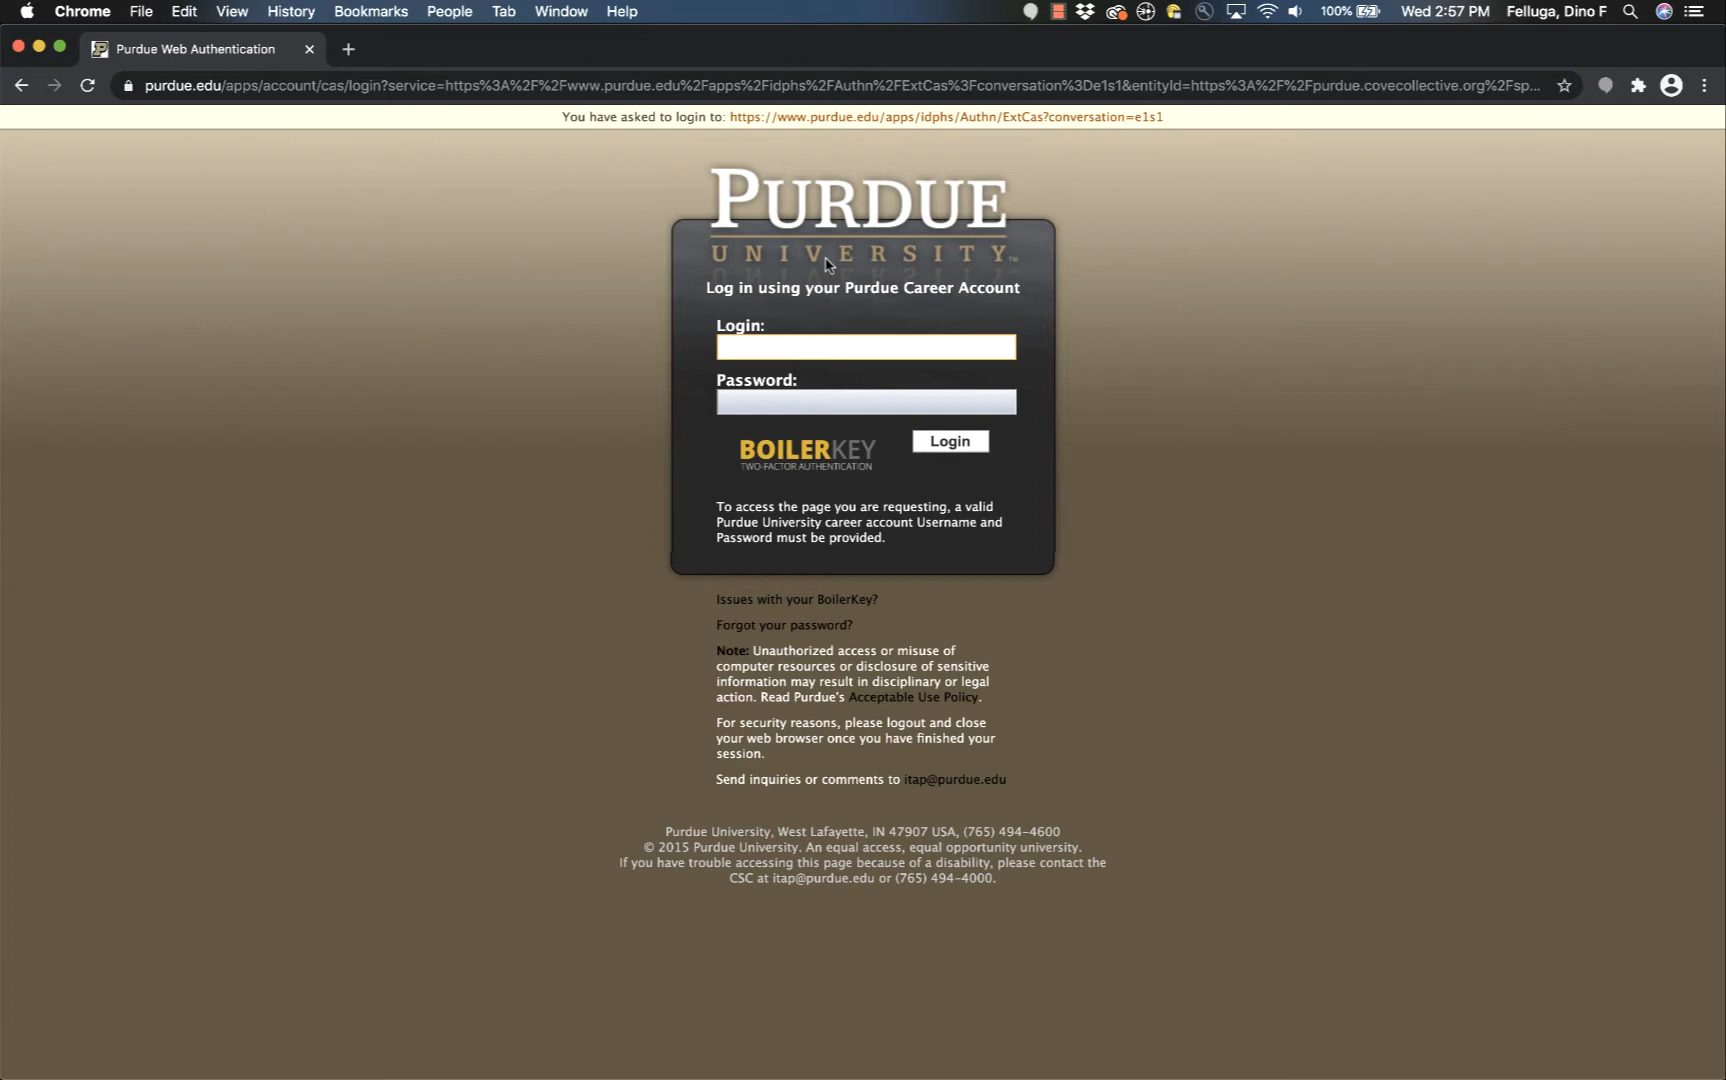 Chrome File Edit View History Bookmarks People Tab Window Help 100% Wed 2:57 PM Felluga, Dino F
Purdue Web Authentication
purdue.edu/apps/account/cas/login?service=https%3A%2F%2Fwww.purdue.edu%2Fapps%2Fidphs%2FAuthn%2FExtCas%3Fconversation%3De1s1&entityId=https%3A%2F%2Fpurdue.covecollective.org%2Fsp...
You have asked to login to: https://www.purdue.edu/apps/idphs/Authn/ExtCas?conversation=e1s1
PURDUE
UNIVERSITY™
Log in using your Purdue Career Account
Login:
Password:
BOILERKEY
TWO-FACTOR AUTHENTICATION
Login
To access the page you are requesting, a valid
Purdue University career account Username and
Password must be provided.
Issues with your BoilerKey?
Forgot your password?
Note: Unauthorized access or misuse of
computer resources or disclosure of sensitive
information may result in disciplinary or legal
action. Read Purdue's Acceptable Use Policy.
For security reasons, please logout and close
your web browser once you have finished your
session.
Send inquiries or comments to itap@purdue.edu
Purdue University, West Lafayette, IN 47907 USA, (765) 494-4600
© 2015 Purdue University. An equal access, equal opportunity university.
If you have trouble accessing this page because of a disability, please contact the
CSC at itap@purdue.edu or (765) 494-4000.